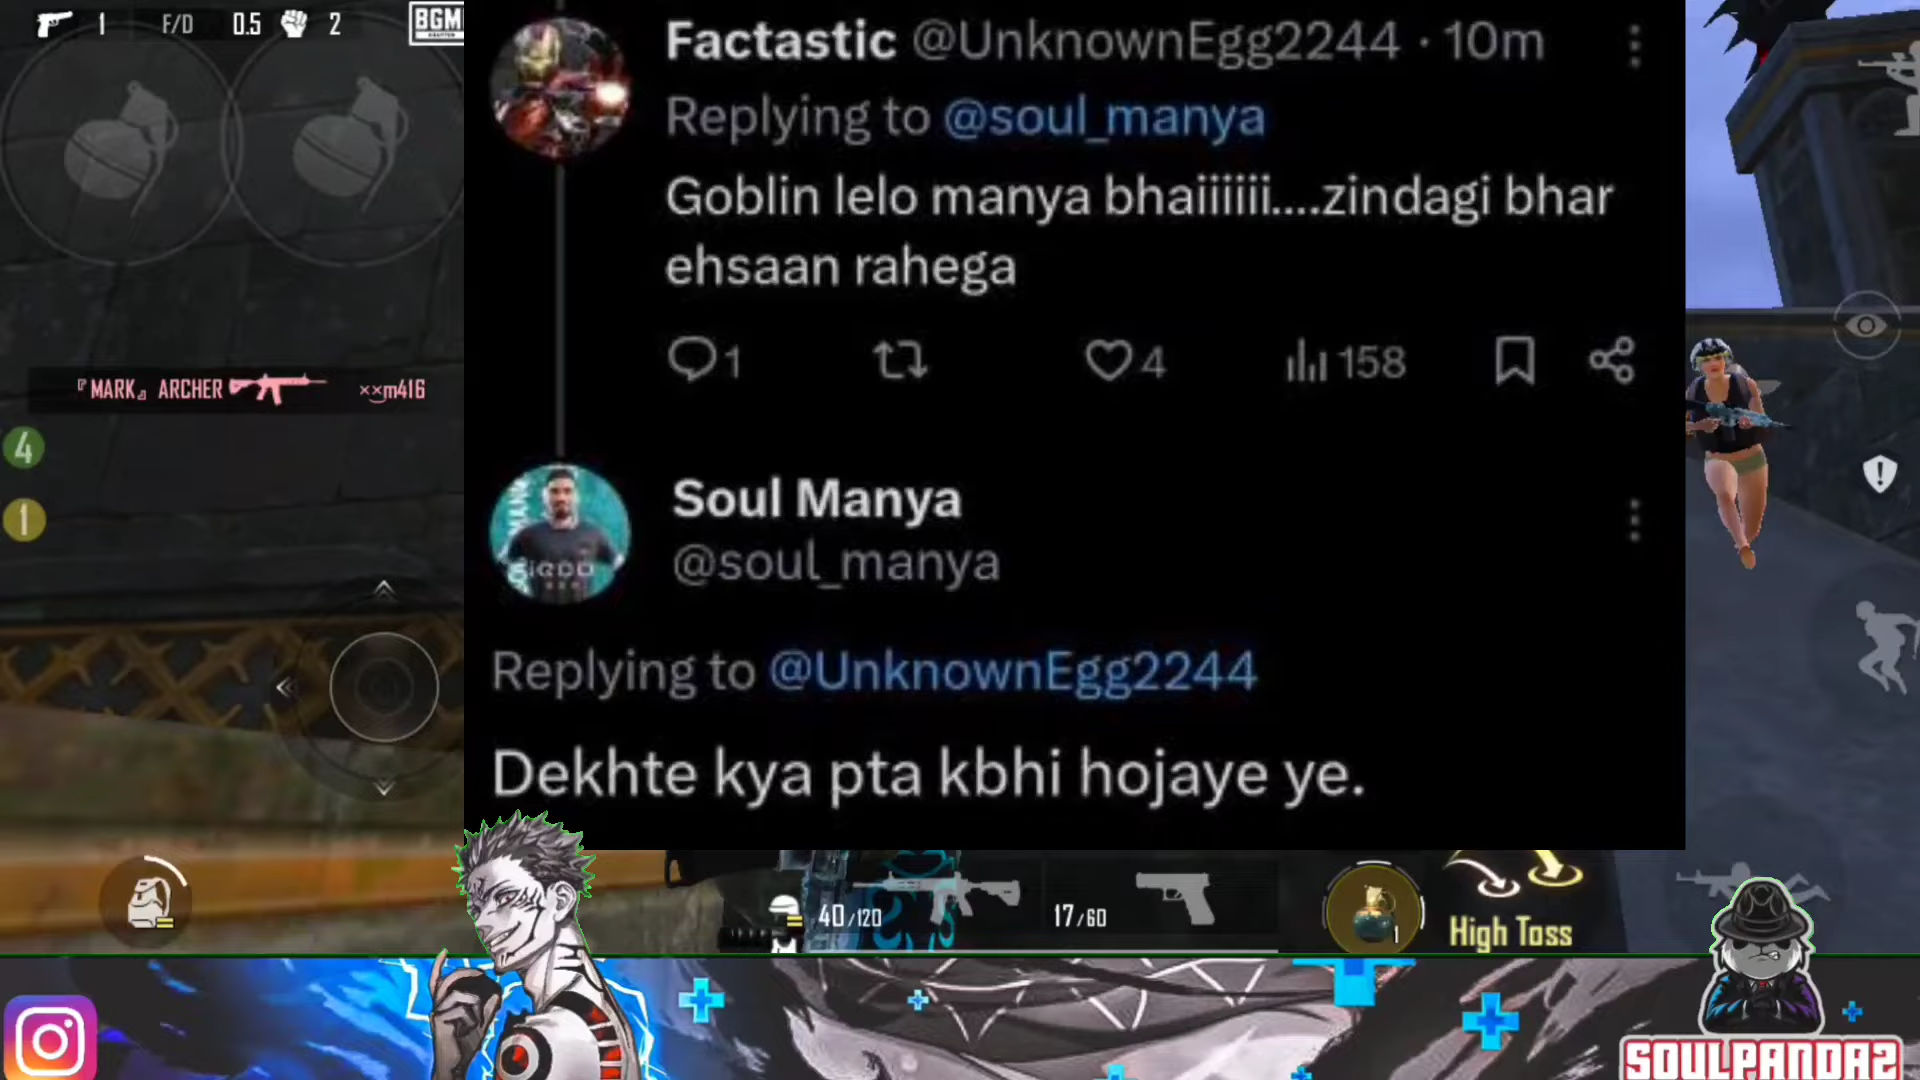 1 F/D 0.5 2
BGMI
Factastic @UnknownEgg2244 · 10m
Replying to @soul_manya
Goblin lelo manya bhaiiiiii....zindagi bhar
ehsaan rahega
1 4 158
『MARK』 ARCHER ××m416
4
1
Soul Manya
@soul_manya
Replying to @UnknownEgg2244
Dekhte kya pta kbhi hojaye ye.
40/120 17/60 1 High Toss
SOULPANDAZ